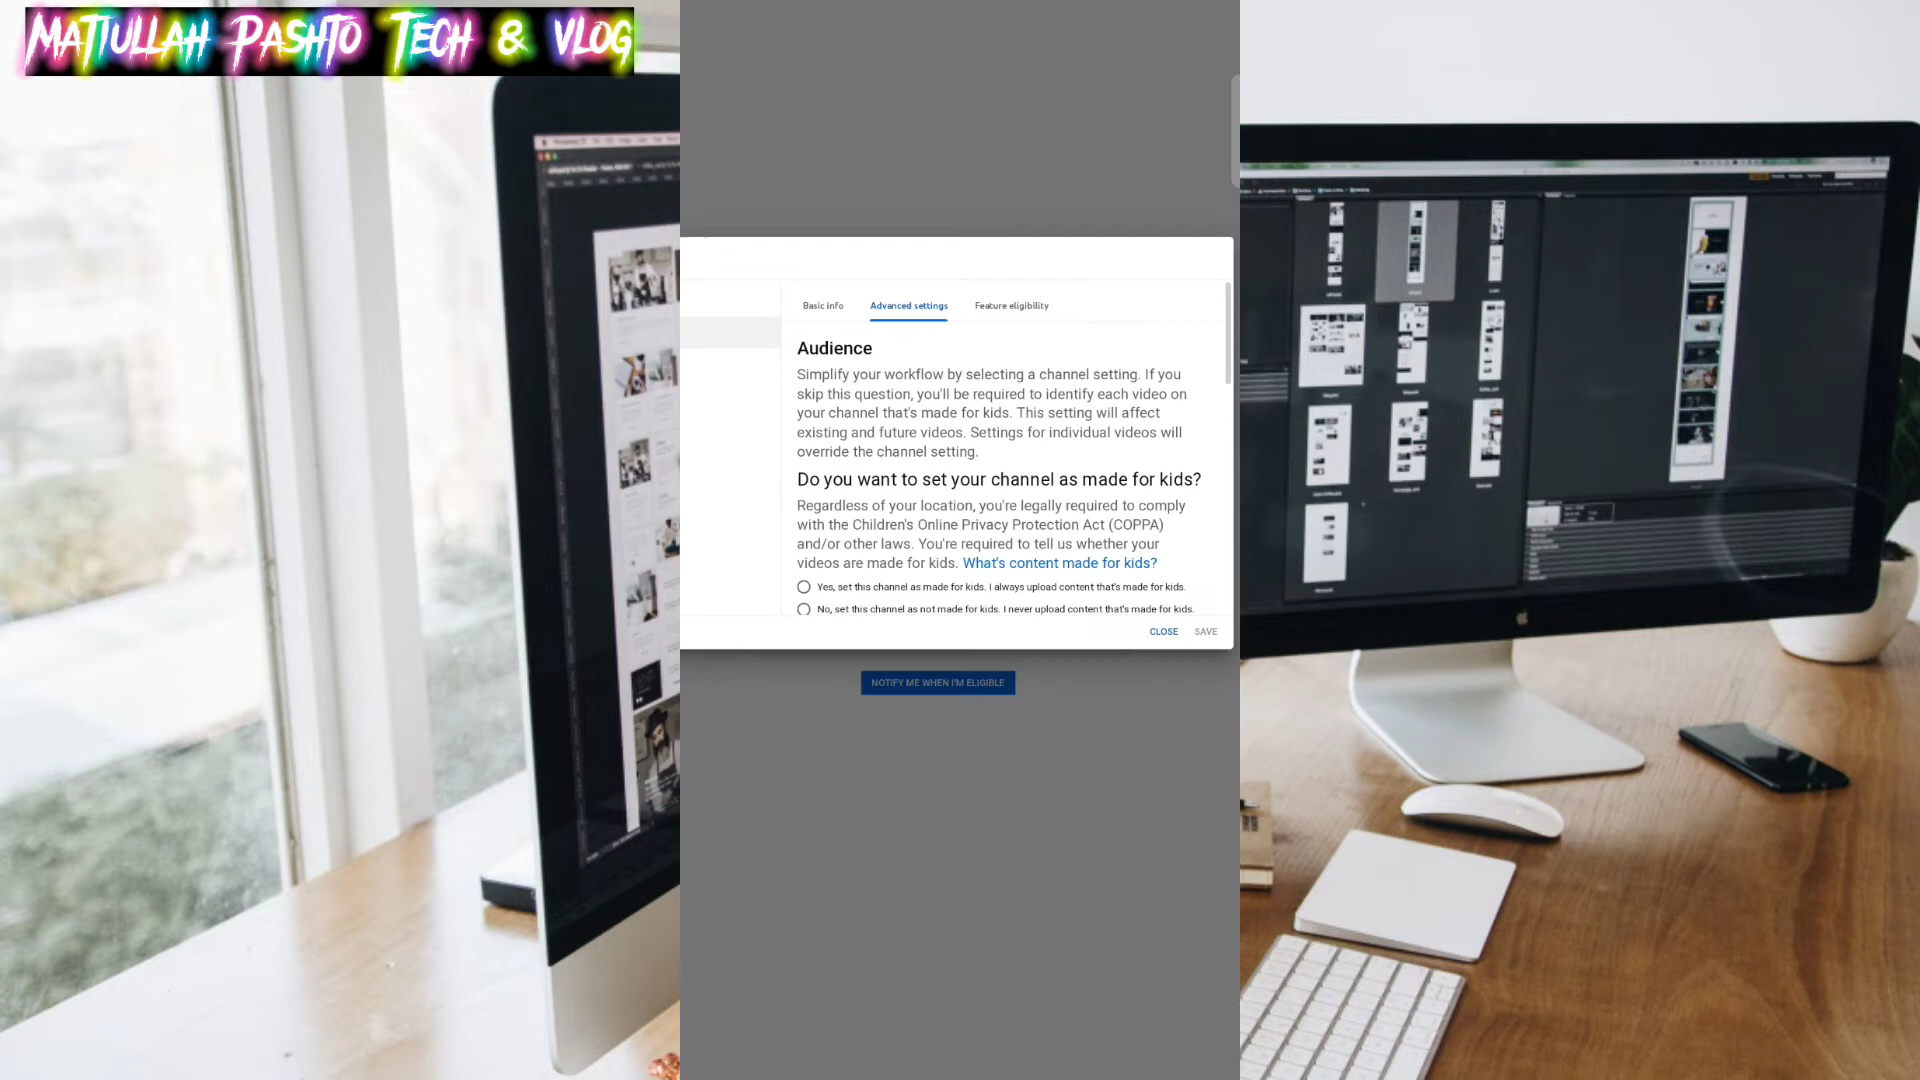 MATIULLAH PASHTO TECH & VLOG
Basic info
Advanced settings
Feature eligibility
Audience
Simplify your workflow by selecting a channel setting. If you
skip this question, you'll be required to identify each video on
your channel that's made for kids. This setting will affect
existing and future videos. Settings for individual videos will
override the channel setting.
Do you want to set your channel as made for kids?
Regardless of your location, you're legally required to comply
with the Children's Online Privacy Protection Act (COPPA)
and/or other laws. You're required to tell us whether your
videos are made for kids. What's content made for kids?
Yes, set this channel as made for kids. I always upload content that's made for kids.
No, set this channel as not made for kids. I never upload content that's made for kids.
CLOSE
SAVE
NOTIFY ME WHEN I'M ELIGIBLE